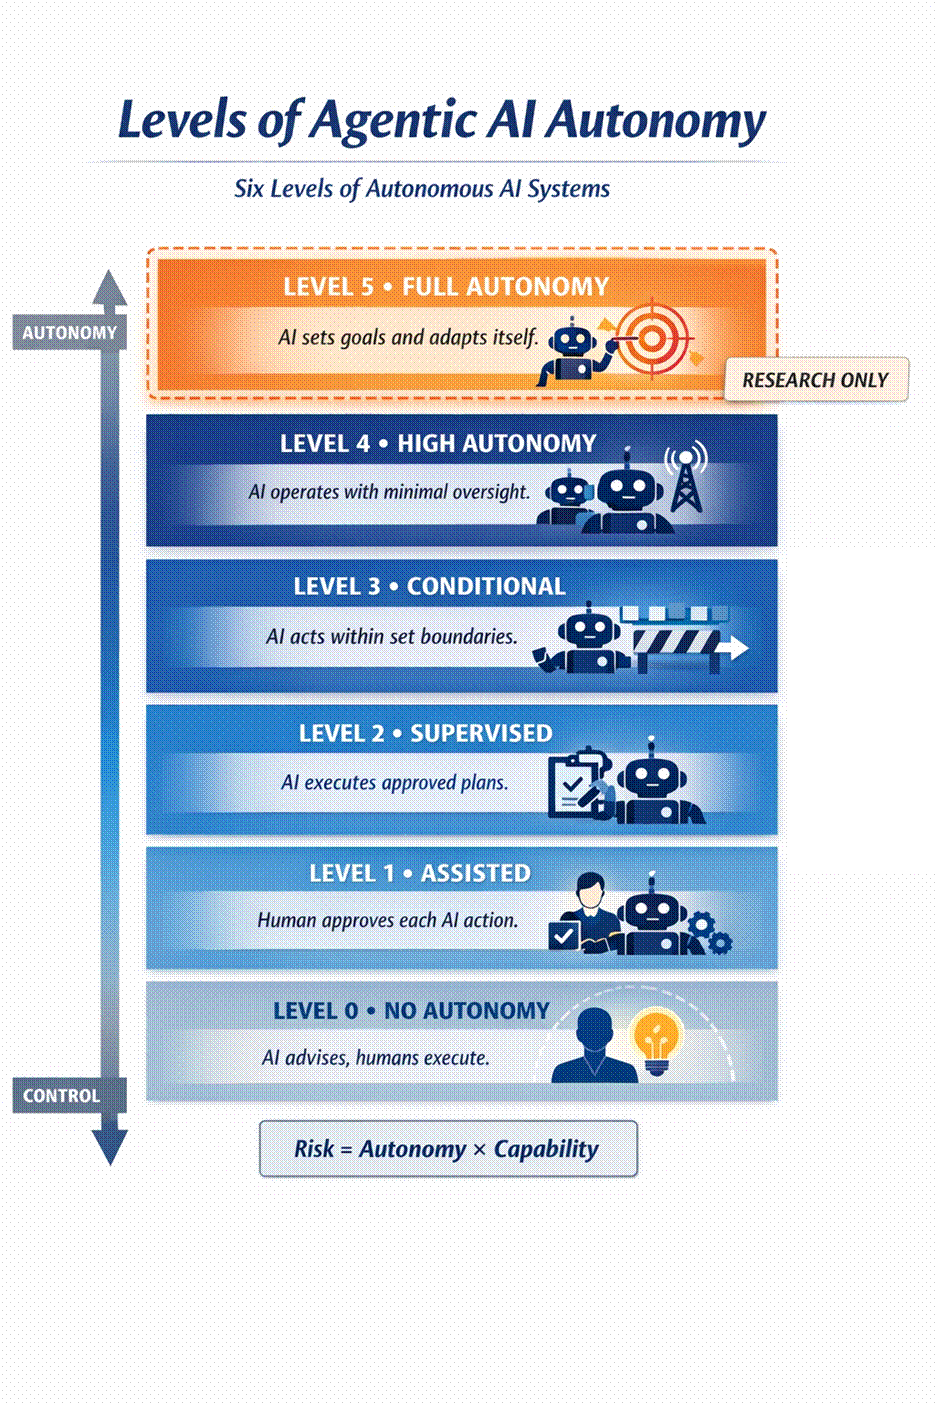 Levels of Agentic AI Autonomy
Six Levels of Autonomous AI Systems
LEVEL 5 • FULL AUTONOMY
AUTONOMY
AI sets goals and adapts itself.
RESEARCH ONLY
LEVEL 4 • HIGH AUTONOMY
AI operates with minimal oversight.
LEVEL 3 • CONDITIONAL
AI acts within set boundaries.
LEVEL 2 • SUPERVISED
AI executes approved plans.
LEVEL 1 • ASSISTED
Human approves each AI action.
LEVEL 0 • NO AUTONOMY
AI advises, humans execute.
CONTROL
Risk = Autonomy × Capability